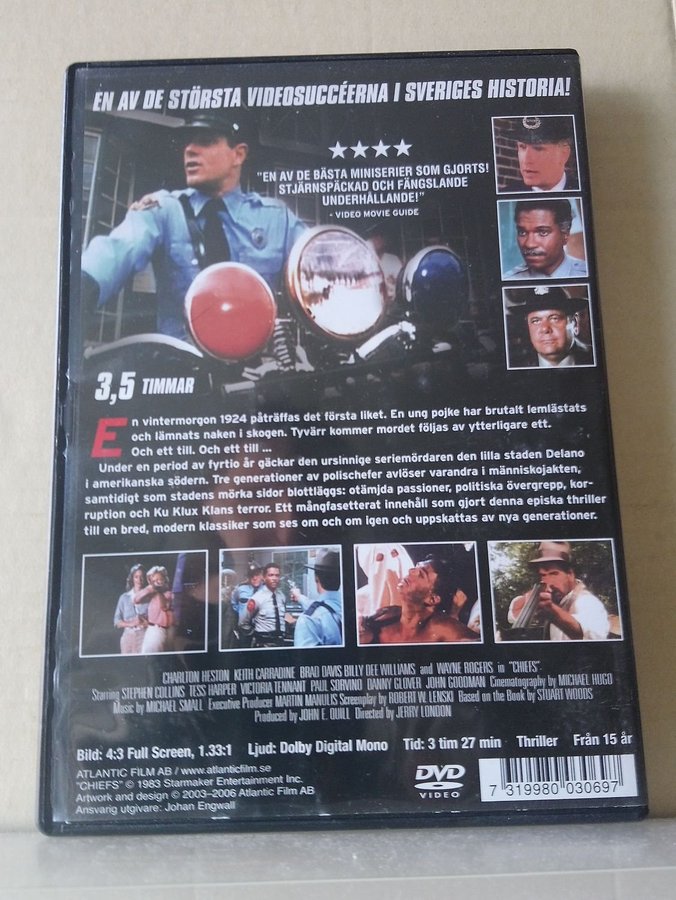 EN AV DE STÖRSTA VIDEOSUCCÉERNA I SVERIGES HISTORIA!
"EN AV DE BÄSTA MINISERIER SOM GJORTS!
STJÄRNSPÄCKAD OCH FÄNGSLANDE
UNDERHÅLLANDE!"
- VIDEO MOVIE GUIDE
3,5 TIMMAR
En vintermorgon 1924 påträffas det första liket. En ung pojke har brutalt lemlästats
och lämnats naken i skogen. Tyvärr kommer mordet följas av ytterligare ett.
Och ett till. Och ett till ...
Under en period av fyrtio år gäckar den ursinnige seriemördaren den lilla staden Delano
i amerikanska södern. Tre generationer av polischefer avlöser varandra i människojakten,
samtidigt som stadens mörka sidor blottläggs: otämjda passioner, politiska övergrepp, kor-
ruption och Ku Klux Klans terror. Ett mångfasetterat innehåll som gjort denna episka thriller
till en bred, modern klassiker som ses om och om igen och uppskattas av nya generationer.
CHARLTON HESTON KEITH CARRADINE BRAD DAVIS BILLY DEE WILLIAMS and WAYNE ROGERS in "CHIEFS"
Starring STEPHEN COLLINS TESS HARPER VICTORIA TENNANT PAUL SORVINO DANNY GLOVER JOHN GOODMAN Cinematography by MICHAEL HUGO
Music by MICHAEL SMALL Executive Producer MARTIN MANULIS Screenplay by ROBERT W. LENSKI Based on the Book by STUART WOODS
Produced by JOHN E. QUILL Directed by JERRY LONDON
Bild: 4:3 Full Screen, 1.33:1 Ljud: Dolby Digital Mono Tid: 3 tim 27 min Thriller Från 15 år
ATLANTIC FILM AB / www.atlanticfilm.se
"CHIEFS" © 1983 Starmaker Entertainment Inc.
Artwork and design © 2003–2006 Atlantic Film AB
Ansvarig utgivare: Johan Engwall
DVD
VIDEO
7 319980 030697